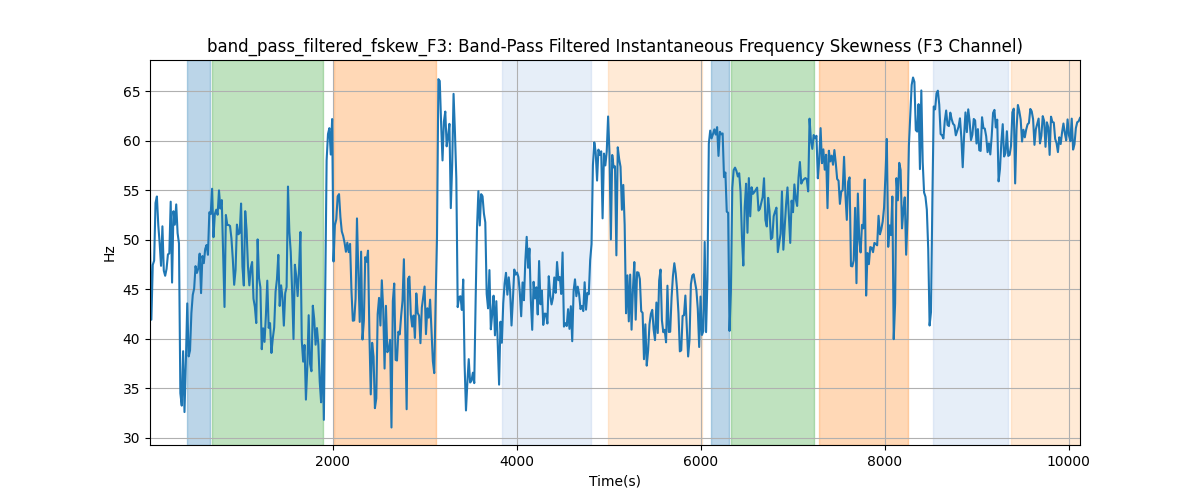 band_pass_filtered_fskew_F3: Band-Pass Filtered Instantaneous Frequency Skewness (F3 Channel)
Hz
65
60
55
50
45
40
35
30
2000 4000 6000 8000 10000
Time(s)